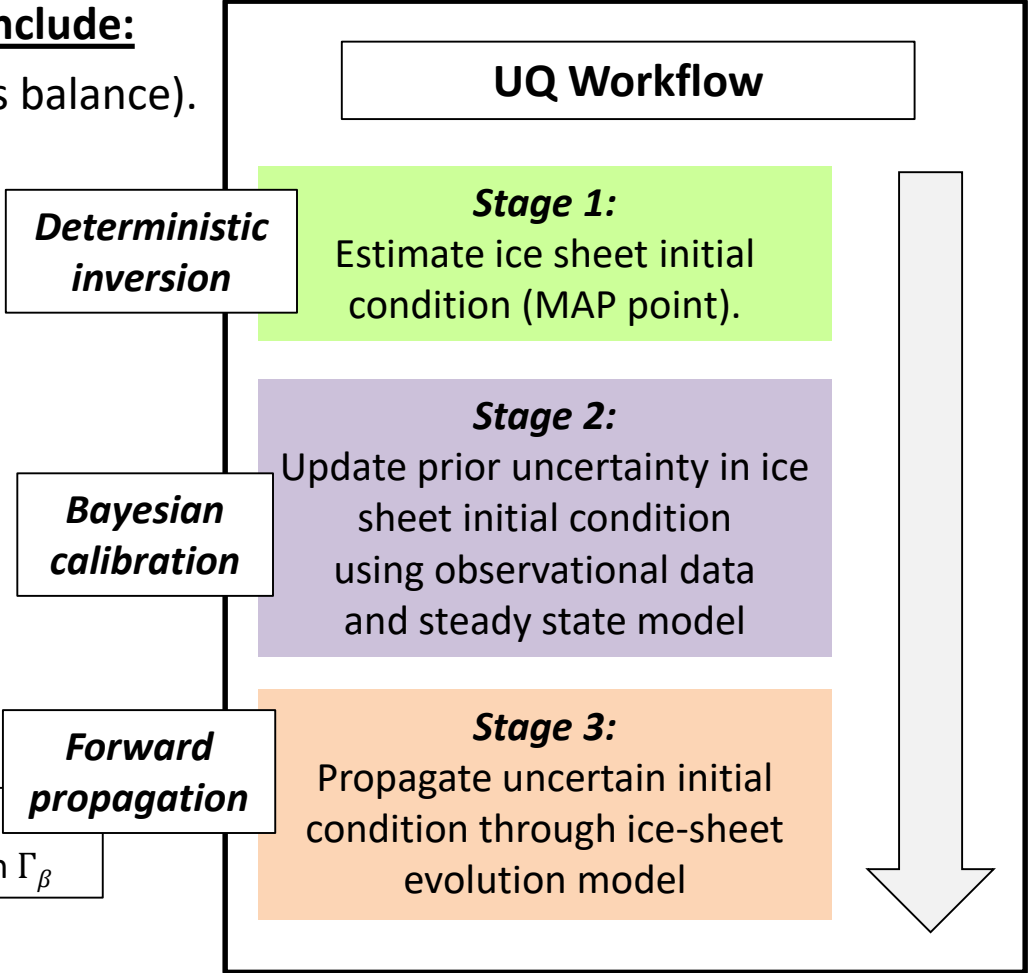 nclude:
s balance).
UQ Workflow
Deterministic
inversion
Stage 1:
Estimate ice sheet initial
condition (MAP point).
Bayesian
calibration
Stage 2:
Update prior uncertainty in ice
sheet initial condition
using observational data
and steady state model
Forward
propagation
Stage 3:
Propagate uncertain initial
condition through ice-sheet
evolution model
n Γβ